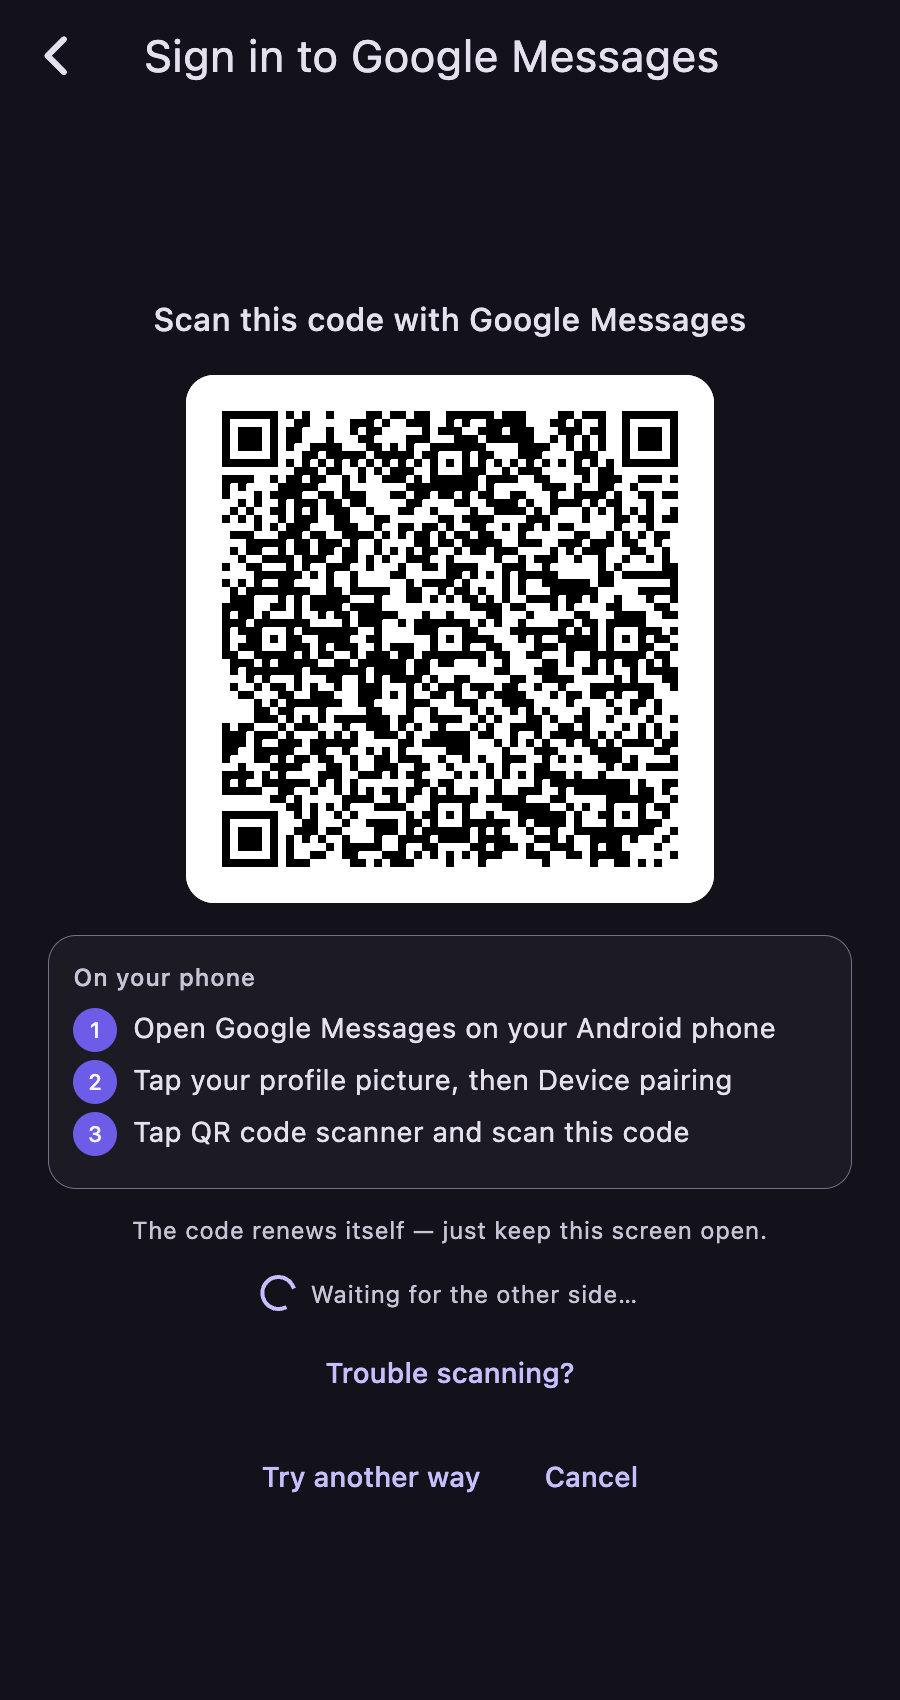 Sign in to Google Messages
Scan this code with Google Messages
On your phone
1 Open Google Messages on your Android phone
2 Tap your profile picture, then Device pairing
3 Tap QR code scanner and scan this code
The code renews itself — just keep this screen open.
Waiting for the other side…
Trouble scanning?
Try another way Cancel